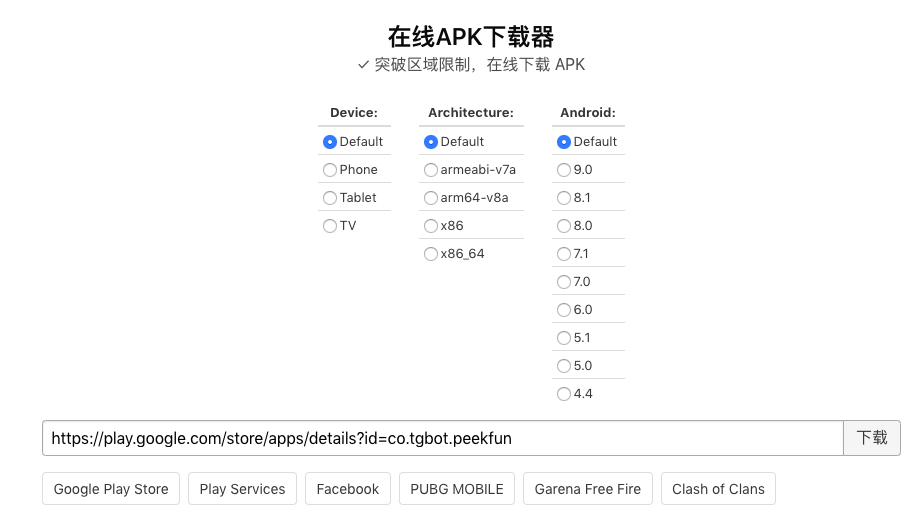 在线APK下载器
✓ 突破区域限制，在线下载 APK
Device: Architecture: Android:
Default Default Default
Phone armeabi-v7a 9.0
Tablet arm64-v8a 8.1
TV x86 8.0
x86_64 7.1
7.0
6.0
5.1
5.0
4.4
https://play.google.com/store/apps/details?id=co.tgbot.peekfun 下载
Google Play Store Play Services Facebook PUBG MOBILE Garena Free Fire Clash of Clans